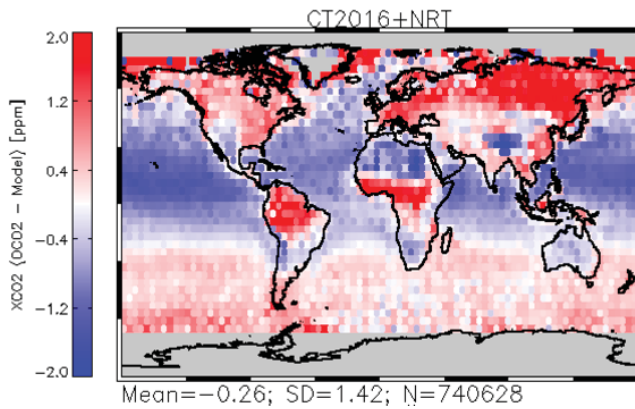 CT2016+NRT
2.0
1.2
0.4
−0.4
−1.2
−2.0
XCO2 {OCO2 − Model} [ppm]
Mean=−0.26; SD=1.42; N=740628